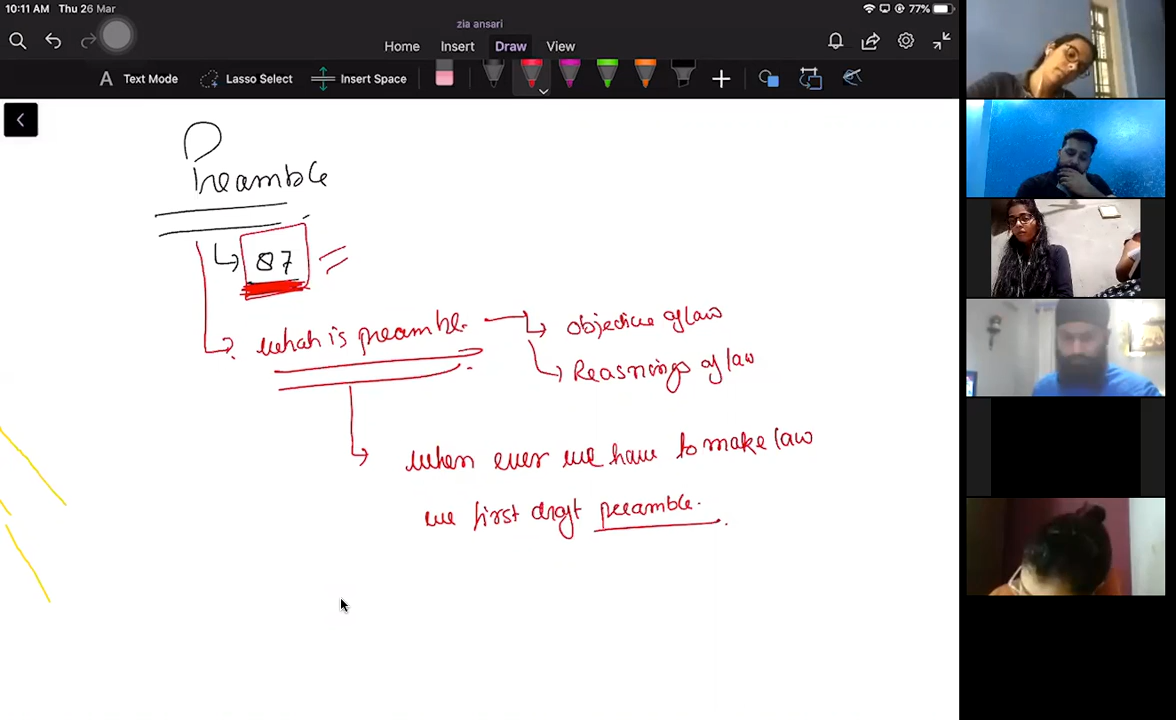 10:11 AM Thu 26 Mar
77%
zia ansari
Home Insert Draw View
Text Mode Lasso Select Insert Space
Preamble
87
what is preamble.
Objective of law
Reasnings of law
when ever we have to make law
we first draft preamble.